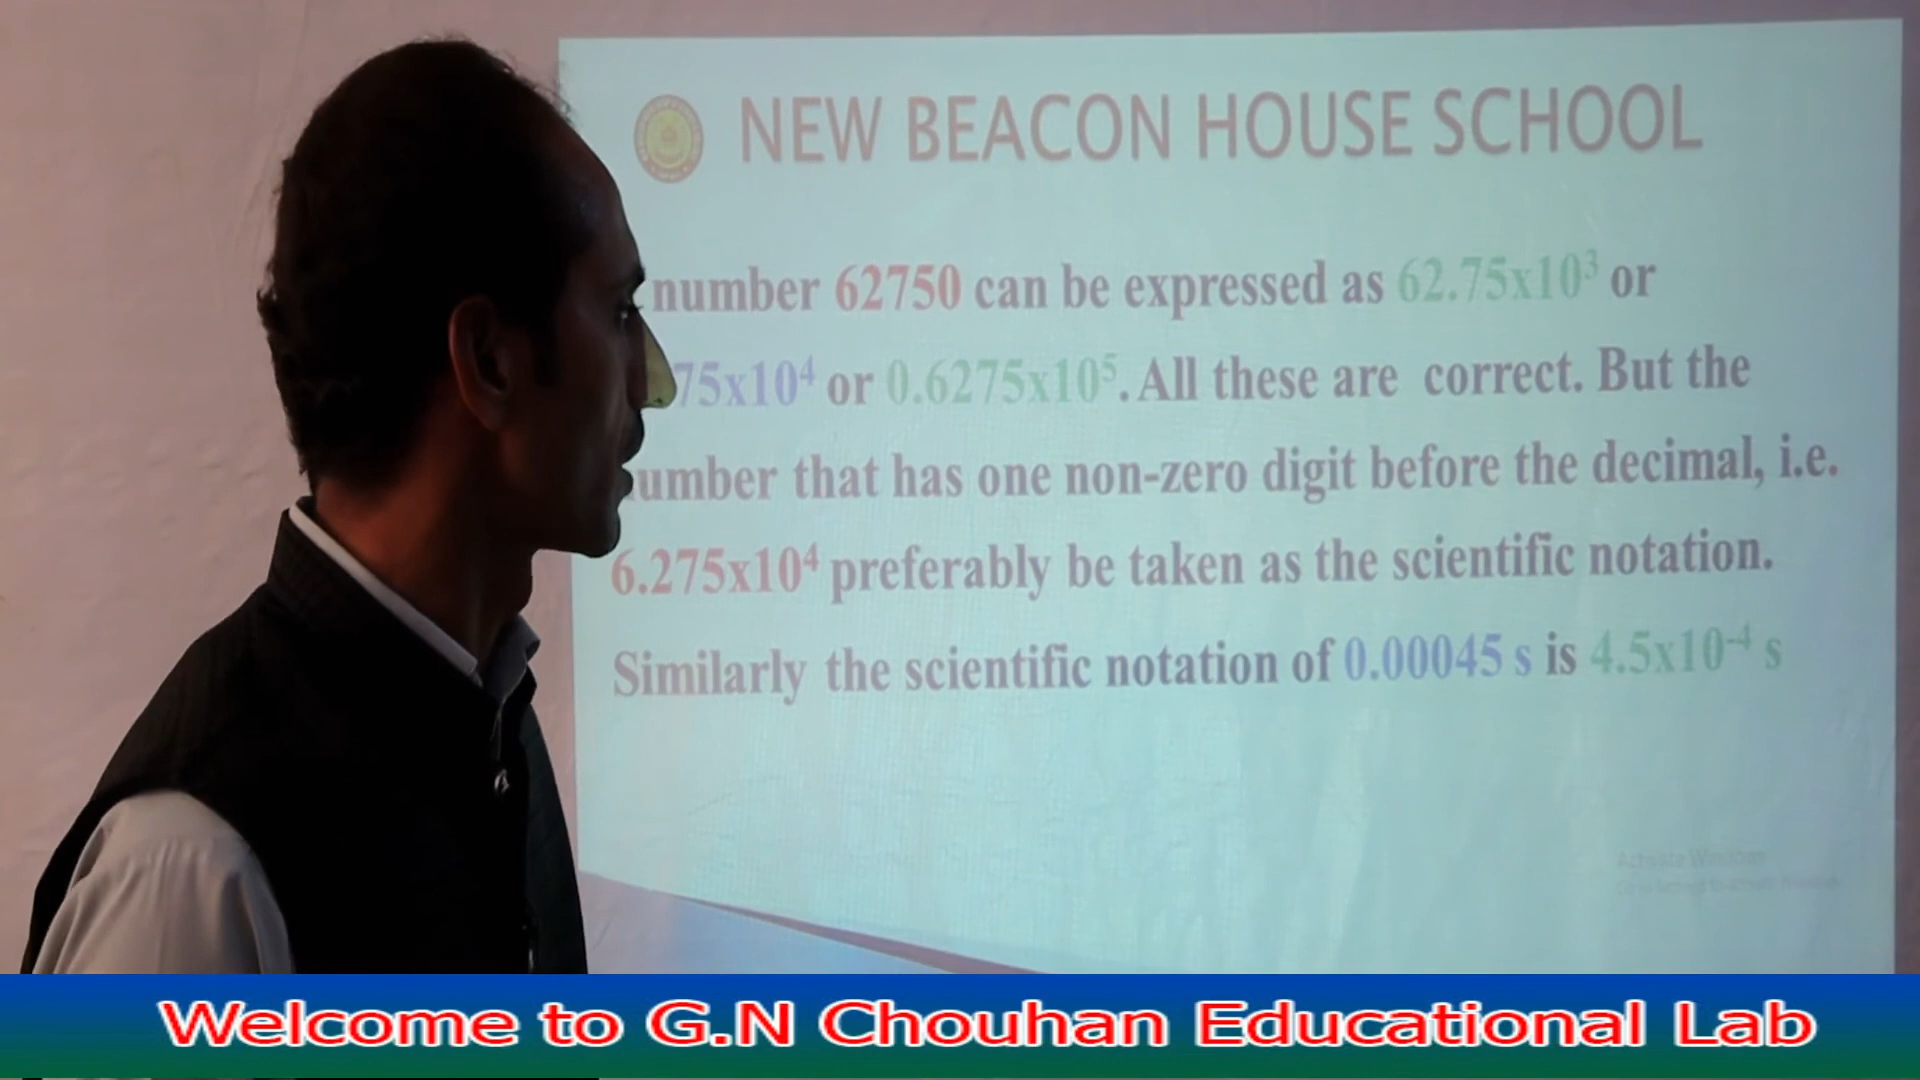 NEW BEACON HOUSE SCHOOL
number 62750 can be expressed as 62.75x10³ or
75x10⁴ or 0.6275x10⁵. All these are correct. But the
number that has one non-zero digit before the decimal, i.e.
6.275x10⁴ preferably be taken as the scientific notation.
Similarly the scientific notation of 0.00045 s is 4.5x10⁻⁴ s
Activate Windows
Welcome to G.N Chouhan Educational Lab